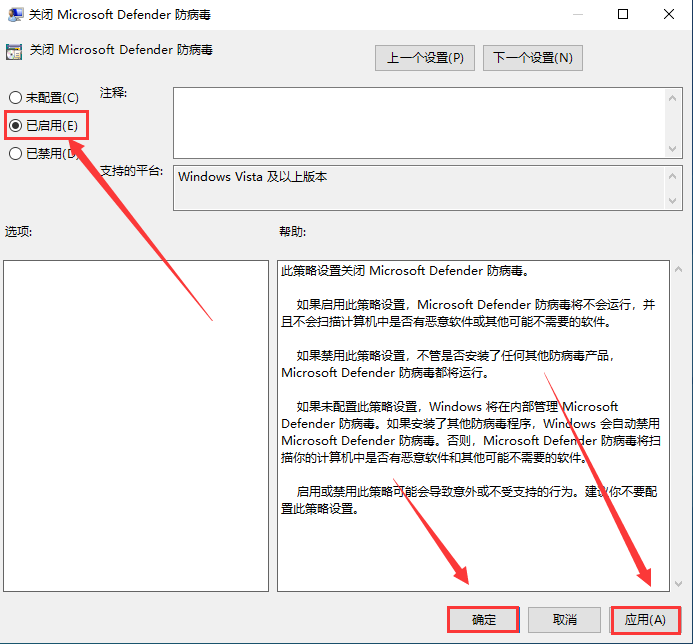 关闭 Microsoft Defender 防病毒
关闭 Microsoft Defender 防病毒
上一个设置(P)
下一个设置(N)
未配置(C)
注释:
已启用(E)
已禁用(D)
支持的平台:
Windows Vista 及以上版本
选项:
帮助:
此策略设置关闭 Microsoft Defender 防病毒。
如果启用此策略设置，Microsoft Defender 防病毒将不会运行，并
且不会扫描计算机中是否有恶意软件或其他可能不需要的软件。
如果禁用此策略设置，不管是否安装了任何其他防病毒产品，
Microsoft Defender 防病毒都将运行。
如果未配置此策略设置，Windows 将在内部管理 Microsoft
Defender 防病毒。如果安装了其他防病毒程序，Windows 会自动禁用
Microsoft Defender 防病毒。否则，Microsoft Defender 防病毒将扫
描你的计算机中是否有恶意软件和其他可能不需要的软件。
启用或禁用此策略可能会导致意外或不受支持的行为。建议你不要配
置此策略设置。
确定
取消
应用(A)